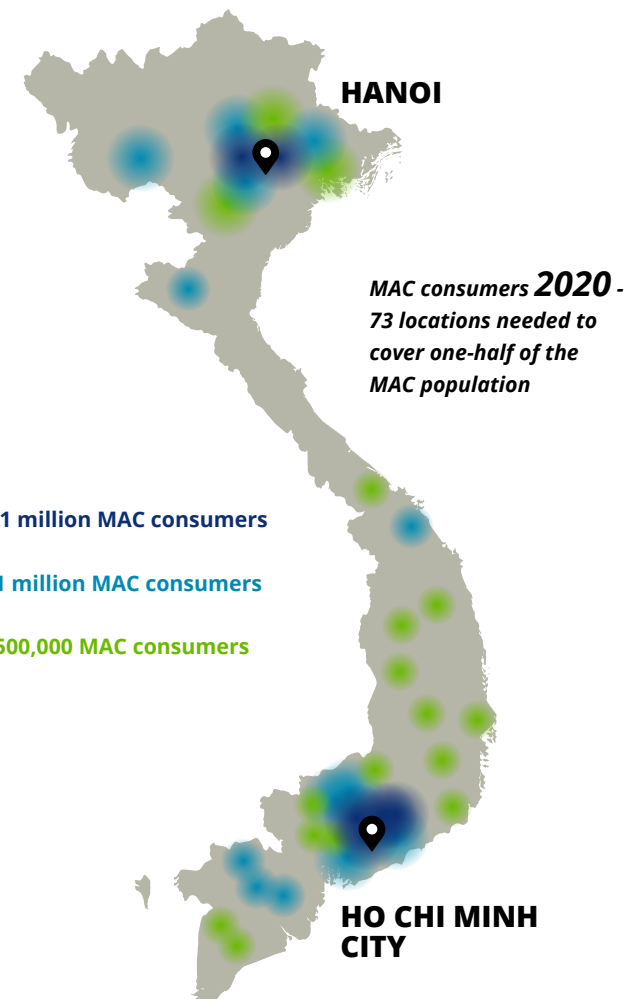 HANOI
MAC consumers 2020 -
73 locations needed to
cover one-half of the
MAC population
1 million MAC consumers
million MAC consumers
500,000 MAC consumers
HO CHI MINH
CITY